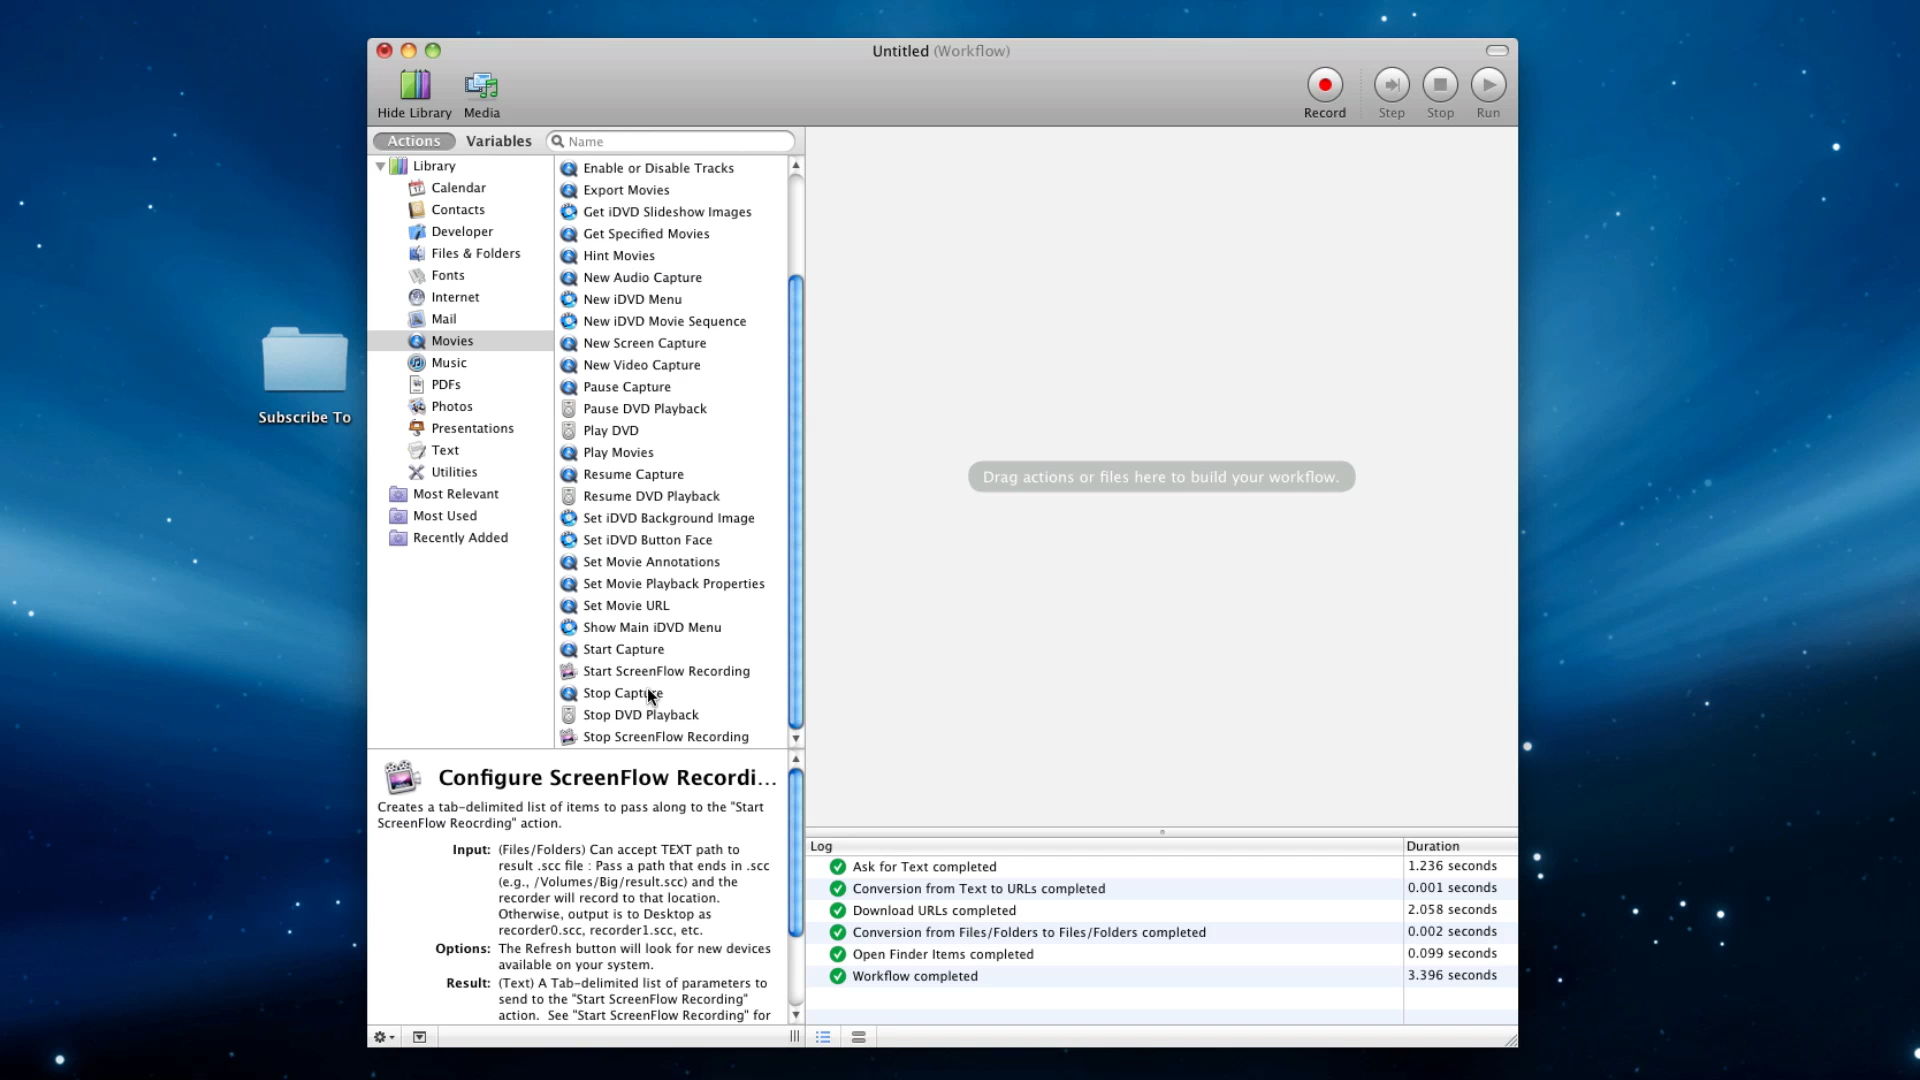 Untitled (Workflow)
Hide Library
Media
Record
Step
Stop
Run
Actions
Variables
Name
Library
Calendar
Contacts
Developer
Files & Folders
Fonts
Internet
Mail
Movies
Music
PDFs
Photos
Presentations
Text
Utilities
Most Relevant
Most Used
Recently Added
Enable or Disable Tracks
Export Movies
Get iDVD Slideshow Images
Get Specified Movies
Hint Movies
New Audio Capture
New iDVD Menu
New iDVD Movie Sequence
New Screen Capture
New Video Capture
Pause Capture
Pause DVD Playback
Play DVD
Play Movies
Resume Capture
Resume DVD Playback
Set iDVD Background Image
Set iDVD Button Face
Set Movie Annotations
Set Movie Playback Properties
Set Movie URL
Show Main iDVD Menu
Start Capture
Start ScreenFlow Recording
Stop Capture
Stop DVD Playback
Stop ScreenFlow Recording
Subscribe To
Drag actions or files here to build your workflow.
Configure ScreenFlow Recordi...
Creates a tab-delimited list of items to pass along to the "Start
ScreenFlow Reocrding" action.
Input: (Files/Folders) Can accept TEXT path to
result .scc file : Pass a path that ends in .scc
(e.g., /Volumes/Big/result.scc) and the
recorder will record to that location.
Otherwise, output is to Desktop as
recorder0.scc, recorder1.scc, etc.
Options: The Refresh button will look for new devices
available on your system.
Result: (Text) A Tab-delimited list of parameters to
send to the "Start ScreenFlow Recording"
action. See "Start ScreenFlow Recording" for
Log Duration
Ask for Text completed 1.236 seconds
Conversion from Text to URLs completed 0.001 seconds
Download URLs completed 2.058 seconds
Conversion from Files/Folders to Files/Folders completed 0.002 seconds
Open Finder Items completed 0.099 seconds
Workflow completed 3.396 seconds